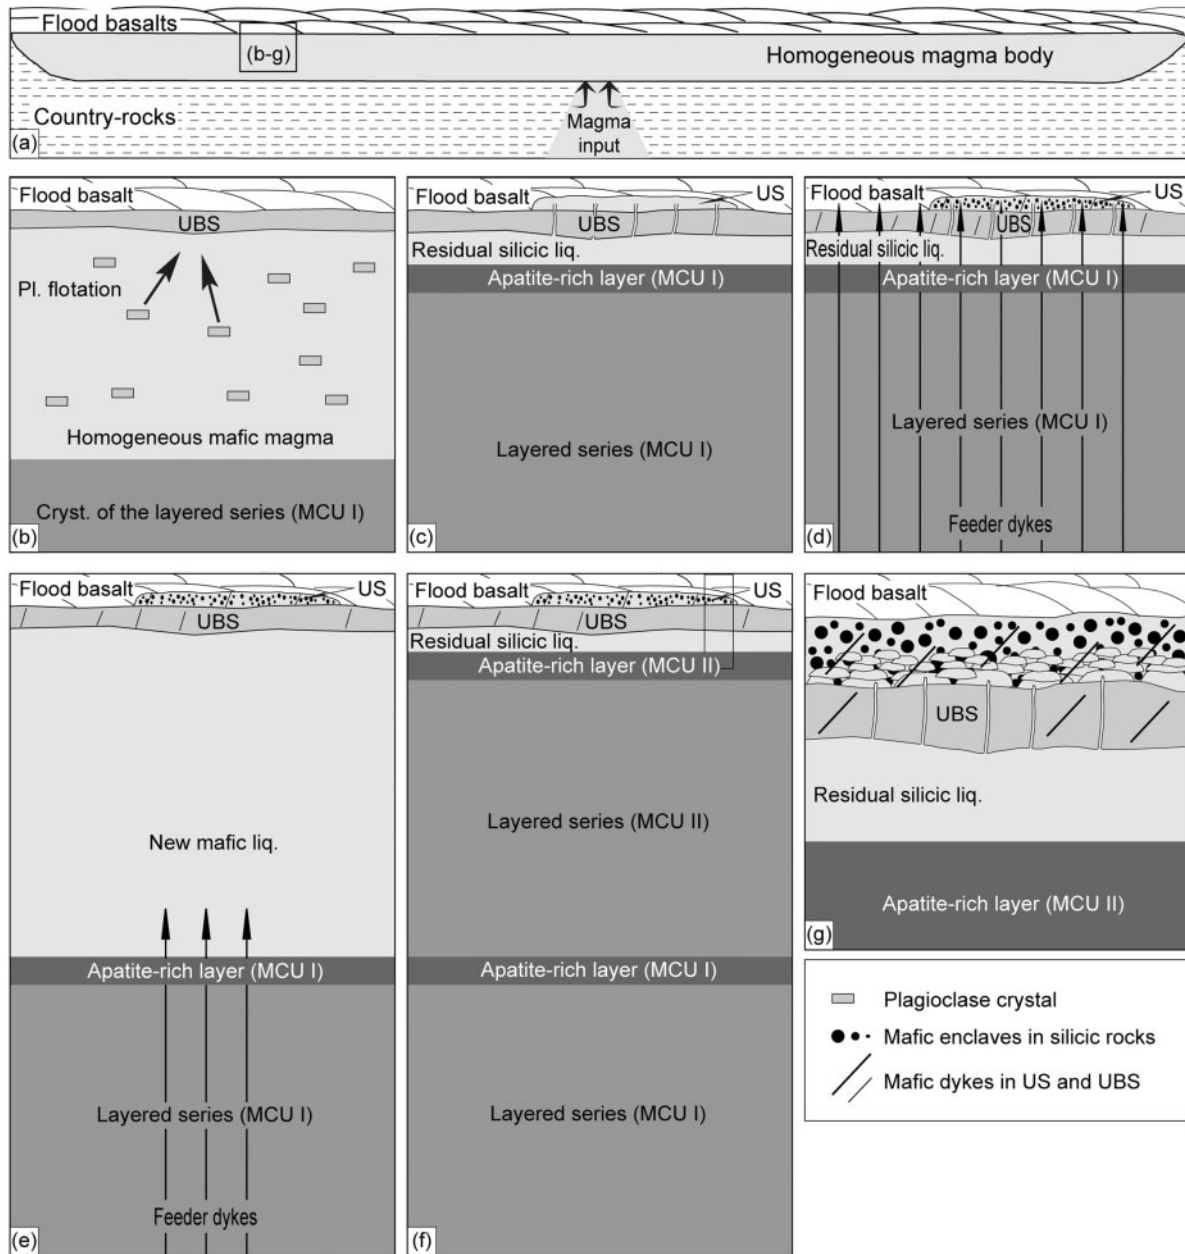 Flood basalts
(b-g)
Homogeneous magma body
Country-rocks
Magma
input
(a)
Flood basalt
UBS
Pl. flotation
Homogeneous mafic magma
Cryst. of the layered series (MCU I)
(b)
Flood basalt
US
UBS
Residual silicic liq.
Apatite-rich layer (MCU I)
Layered series (MCU I)
(c)
Flood basalt
US
UBS
Residual silicic liq.
Apatite-rich layer (MCU I)
Layered series (MCU I)
Feeder dykes
(d)
Flood basalt
US
UBS
New mafic liq.
Apatite-rich layer (MCU I)
Layered series (MCU I)
Feeder dykes
(e)
Flood basalt
US
UBS
Residual silicic liq.
Apatite-rich layer (MCU II)
Layered series (MCU II)
Apatite-rich layer (MCU I)
Layered series (MCU I)
(f)
Flood basalt
UBS
Residual silicic liq.
Apatite-rich layer (MCU II)
(g)
Plagioclase crystal
Mafic enclaves in silicic rocks
Mafic dykes in US and UBS